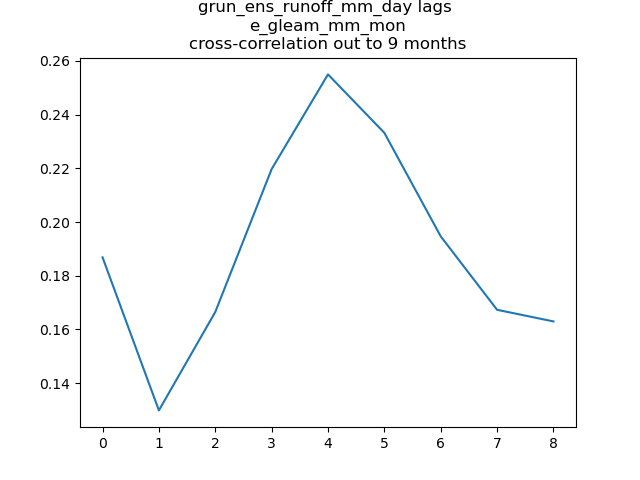 grun_ens_runoff_mm_day lags
e_gleam_mm_mon
cross-correlation out to 9 months
0.26
0.24
0.22
0.20
0.18
0.16
0.14
0 1 2 3 4 5 6 7 8